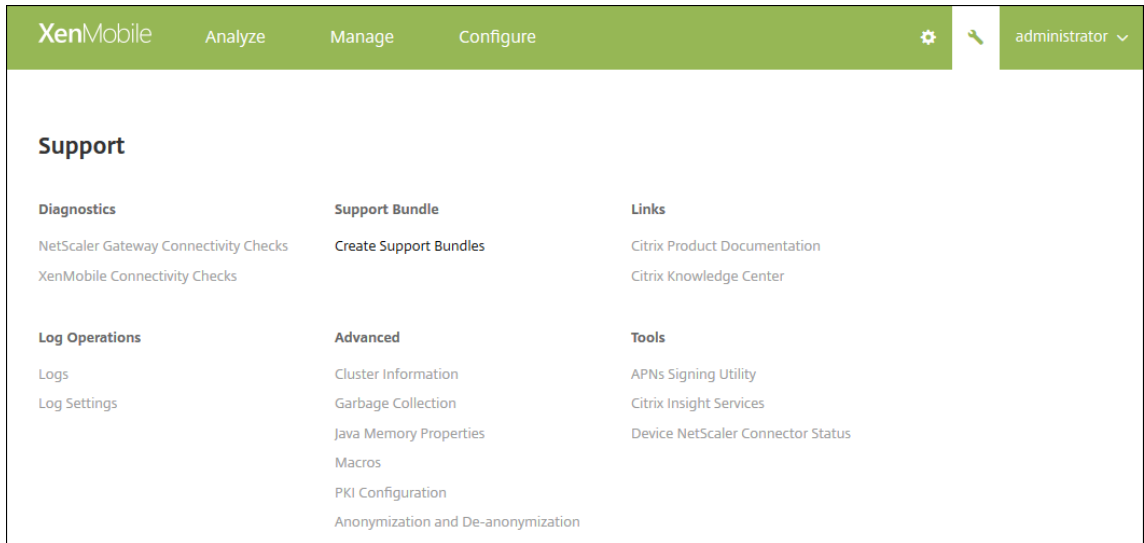 XenMobile Analyze Manage Configure administrator
Support
Diagnostics Support Bundle Links
NetScaler Gateway Connectivity Checks Create Support Bundles Citrix Product Documentation
XenMobile Connectivity Checks Citrix Knowledge Center
Log Operations Advanced Tools
Logs Cluster Information APNs Signing Utility
Log Settings Garbage Collection Citrix Insight Services
Java Memory Properties Device NetScaler Connector Status
Macros
PKI Configuration
Anonymization and De-anonymization